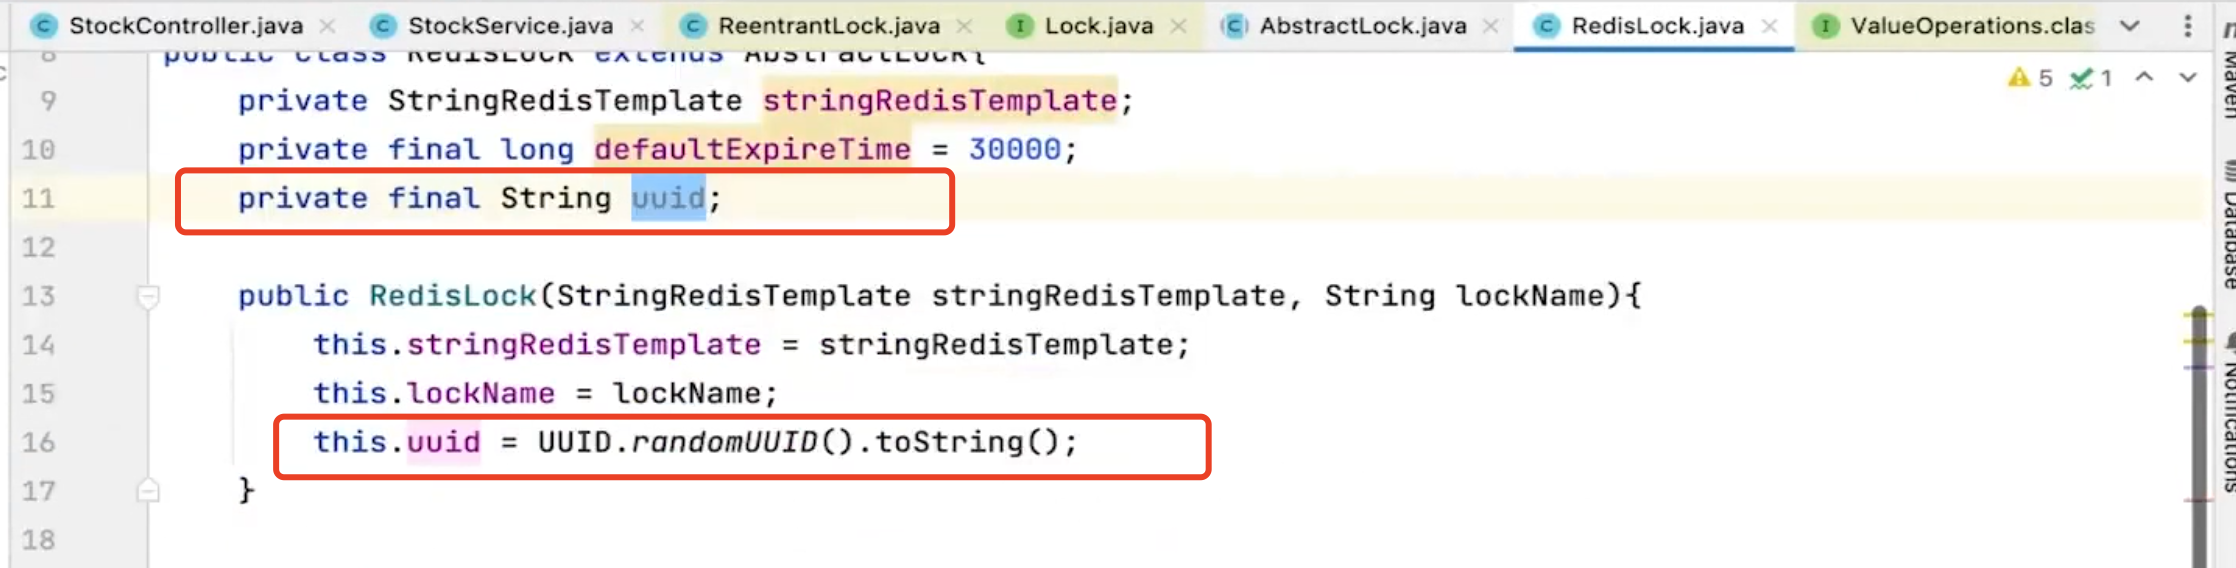 StockController.java StockService.java ReentrantLock.java Lock.java AbstractLock.java RedisLock.java ValueOperations.clas
8 public class RedisLock extends AbstractLock{
5 1
9 private StringRedisTemplate stringRedisTemplate;
10 private final long defaultExpireTime = 30000;
11 private final String uuid;
12
13 public RedisLock(StringRedisTemplate stringRedisTemplate, String lockName){
14 this.stringRedisTemplate = stringRedisTemplate;
15 this.lockName = lockName;
16 this.uuid = UUID.randomUUID().toString();
17 }
18
Maven
Database
Notifications